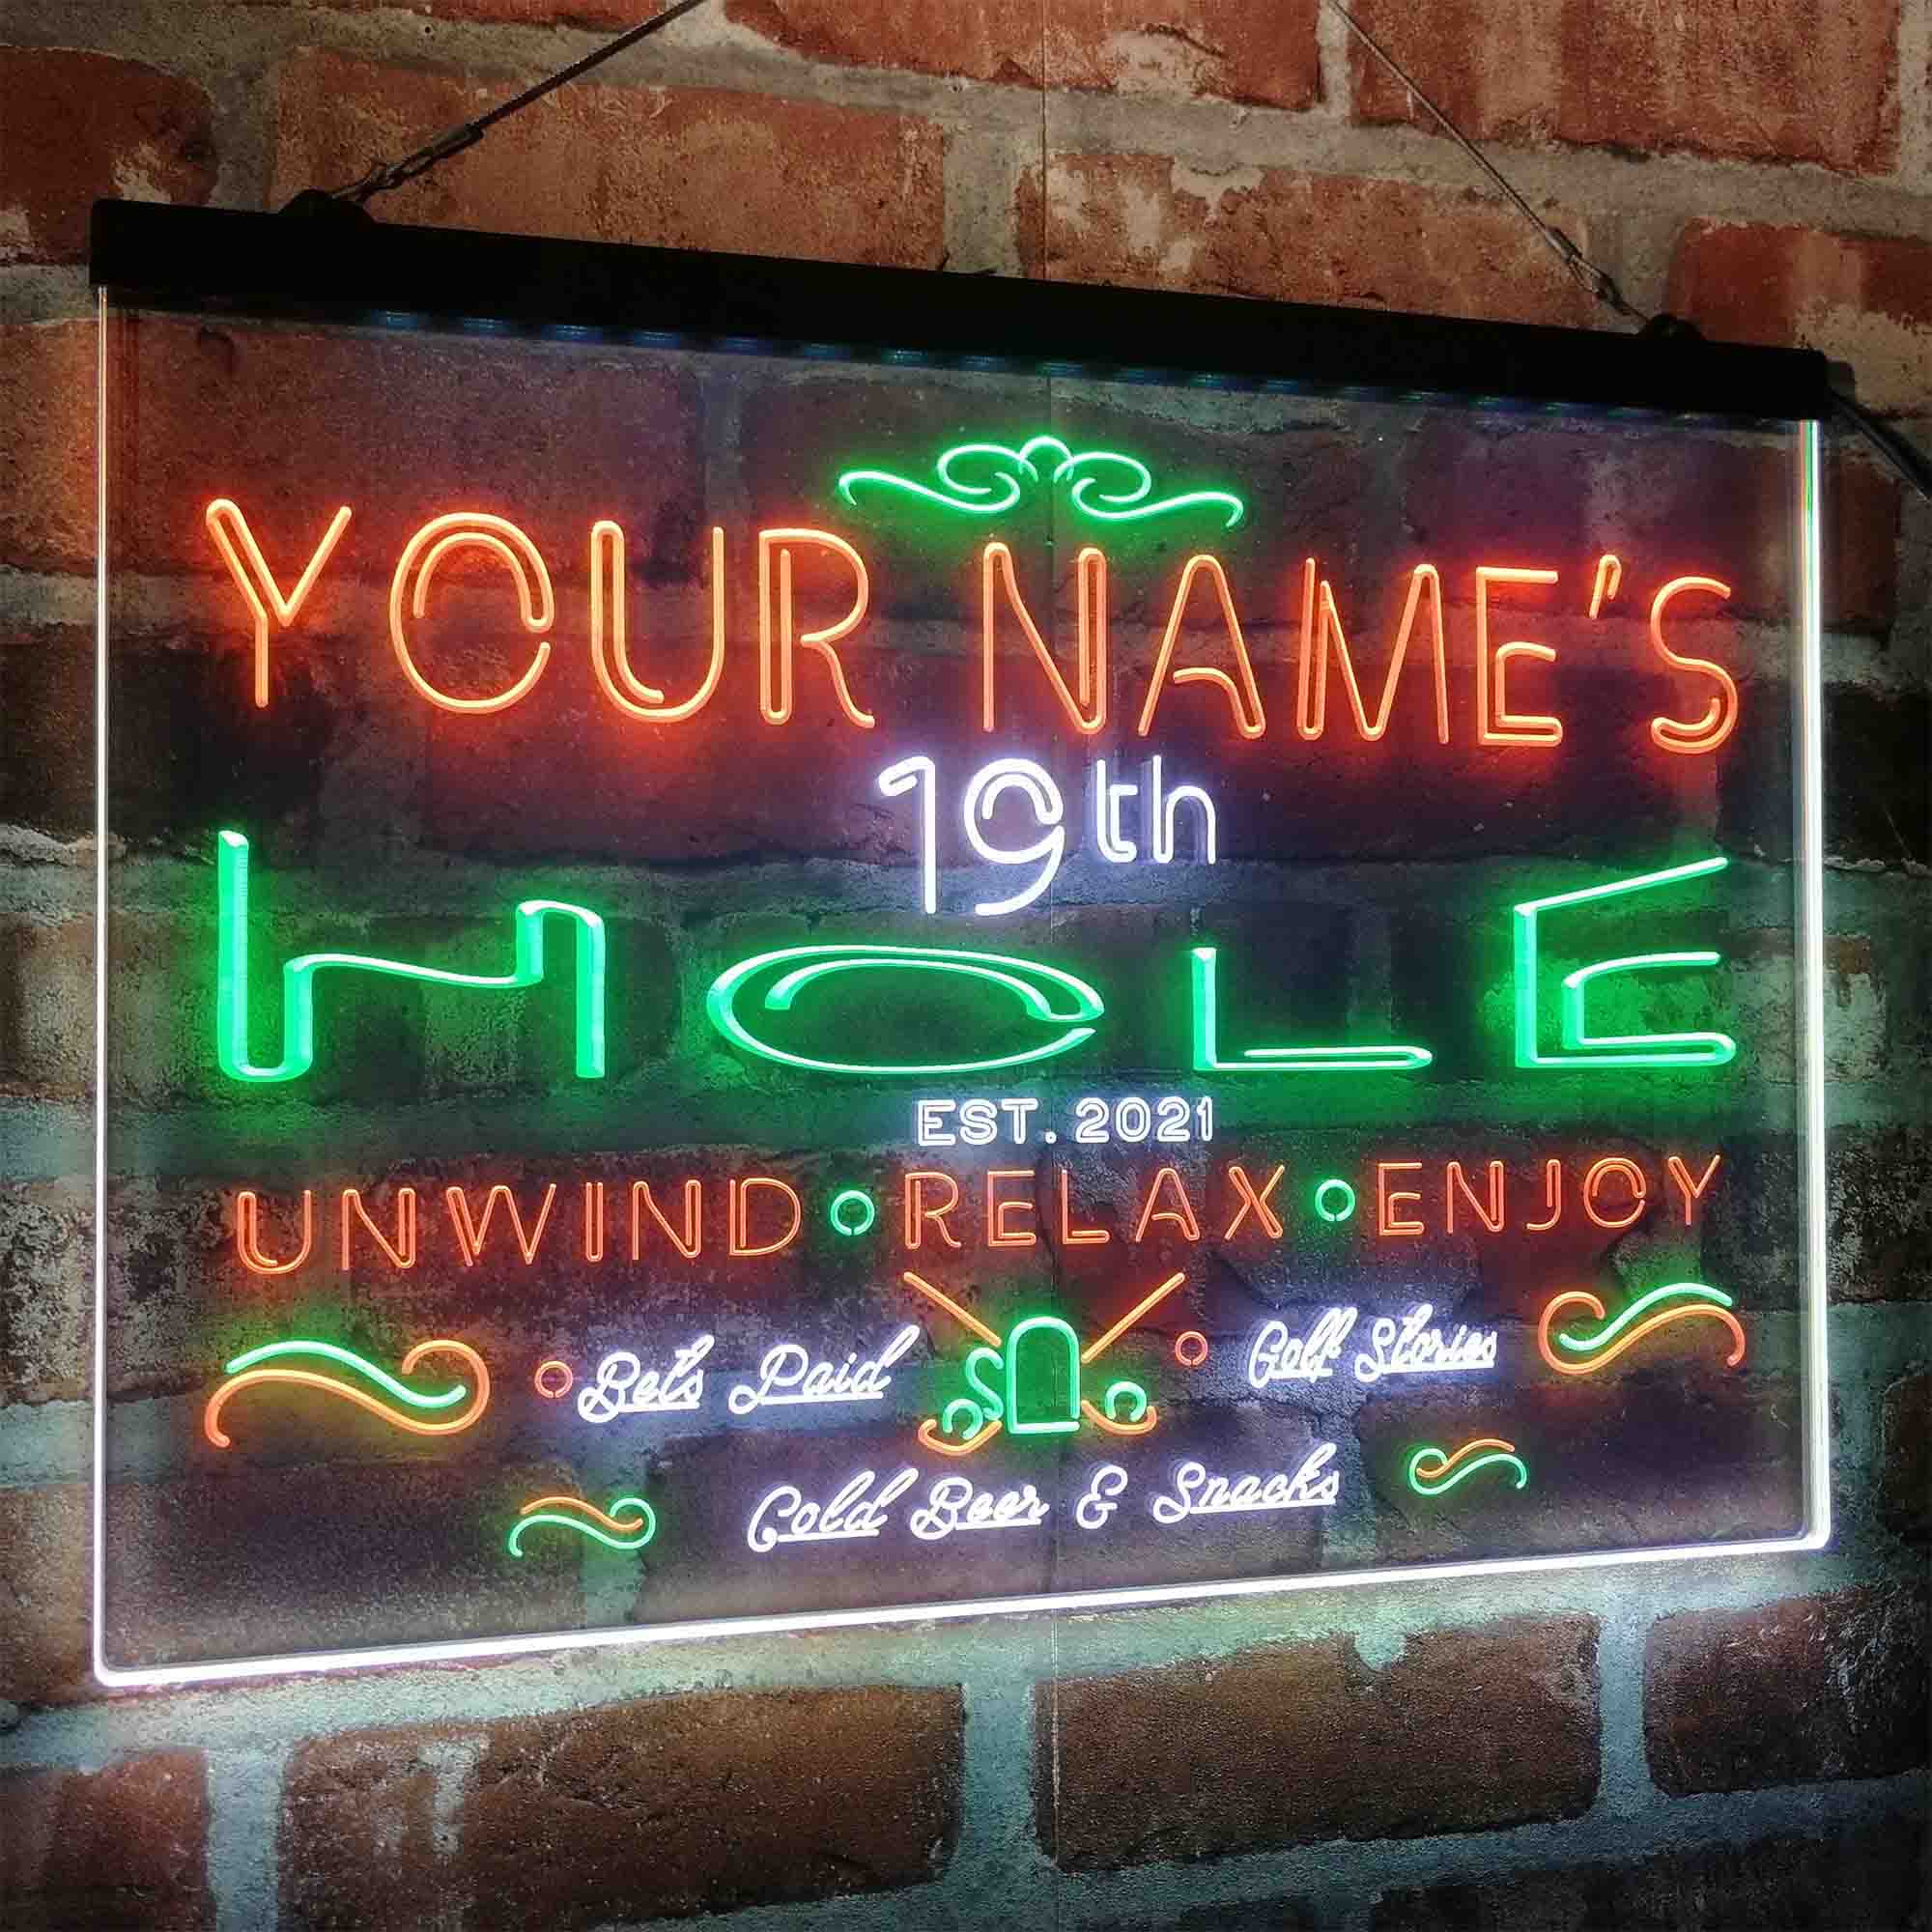 YOUR NAME'S
19th
HOLE
EST. 2021
UNWIND • RELAX • ENJOY
Bets Paid
Golf Stories
Cold Beer & Snacks